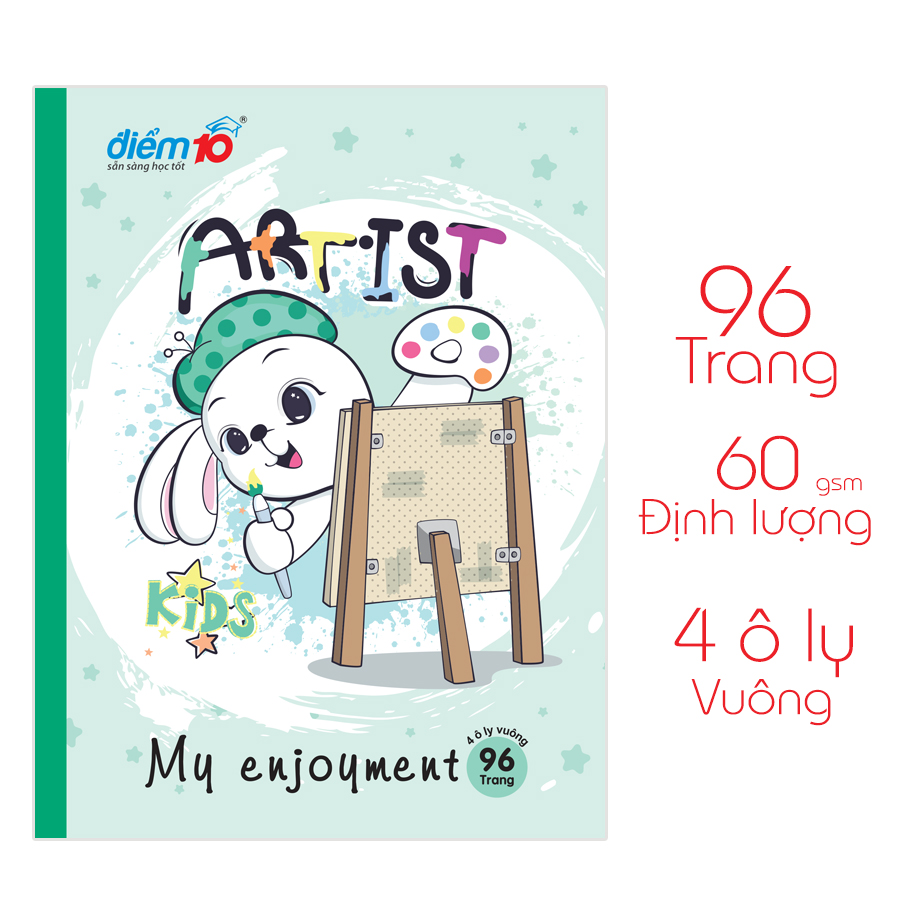 điểm10®
sẵn sàng học tốt
ARTIST
KiDS
My enjoyment
4 ô ly vuông
96
Trang
96
Trang
60 gsm
Định lượng
4 ô ly
Vuông